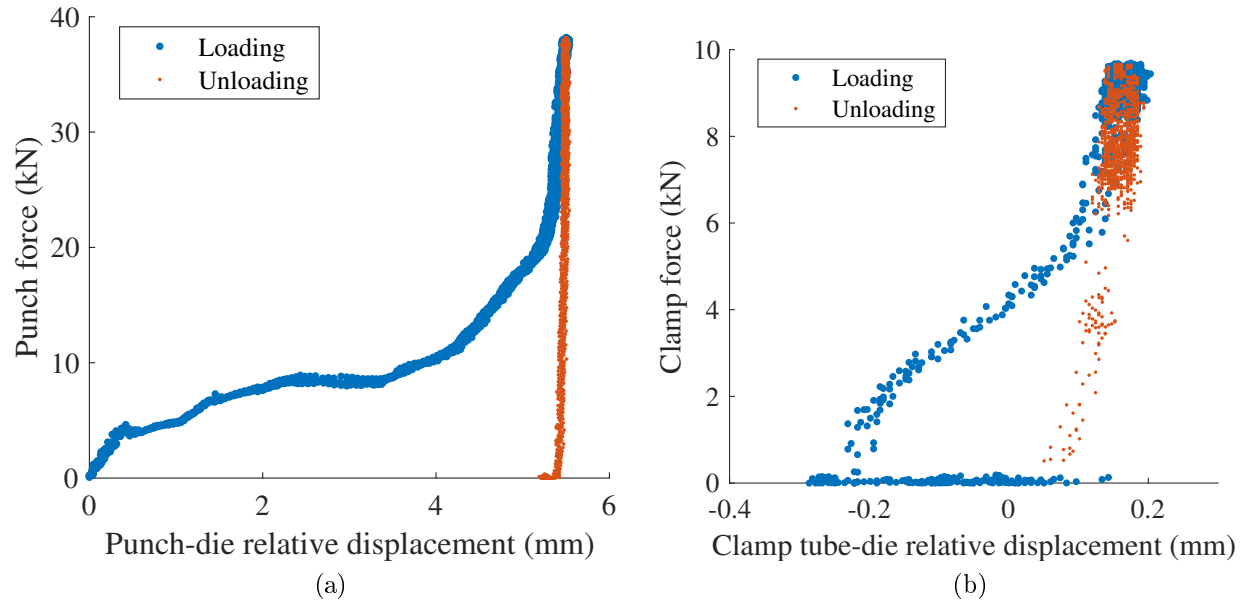 40
30
20
10
0
Punch force (kN)
Loading
Unloading
0 2 4 6
Punch-die relative displacement (mm)
(a)
10
8
6
4
2
0
Clamp force (kN)
Loading
Unloading
-0.4 -0.2 0 0.2
Clamp tube-die relative displacement (mm)
(b)